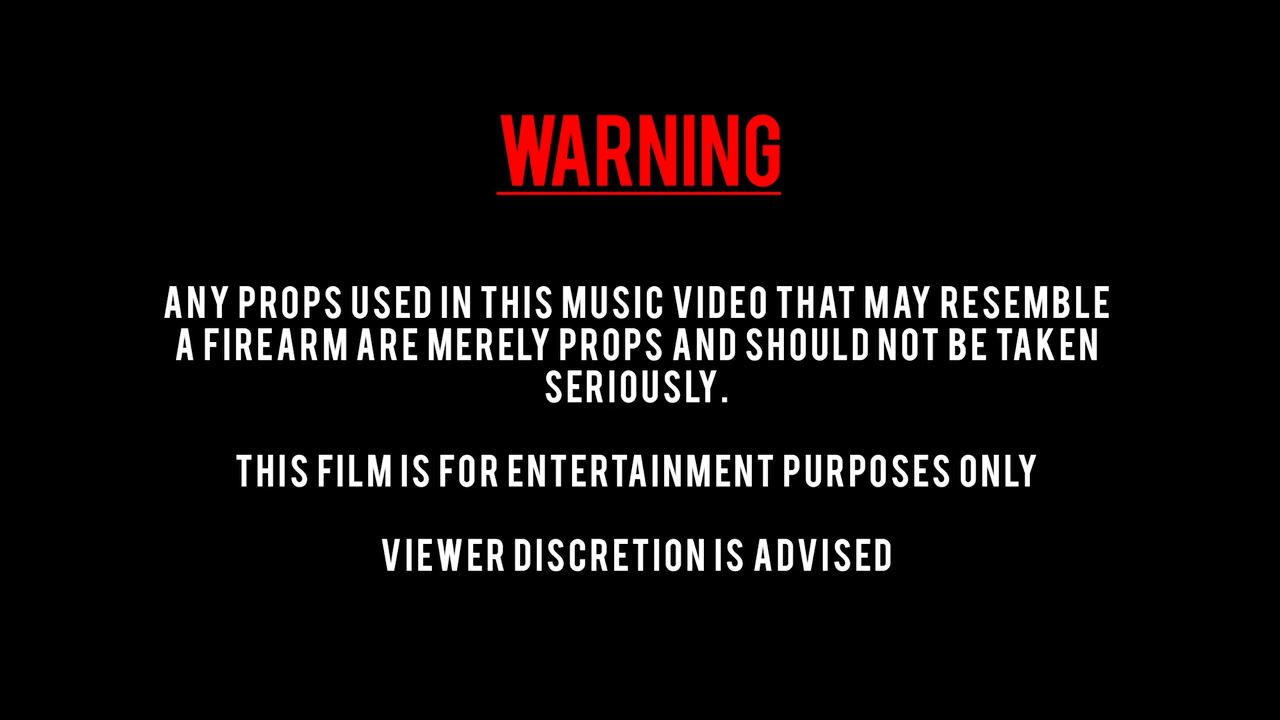 WARNING
ANY PROPS USED IN THIS MUSIC VIDEO THAT MAY RESEMBLE
A FIREARM ARE MERELY PROPS AND SHOULD NOT BE TAKEN
SERIOUSLY.
THIS FILM IS FOR ENTERTAINMENT PURPOSES ONLY
VIEWER DISCRETION IS ADVISED